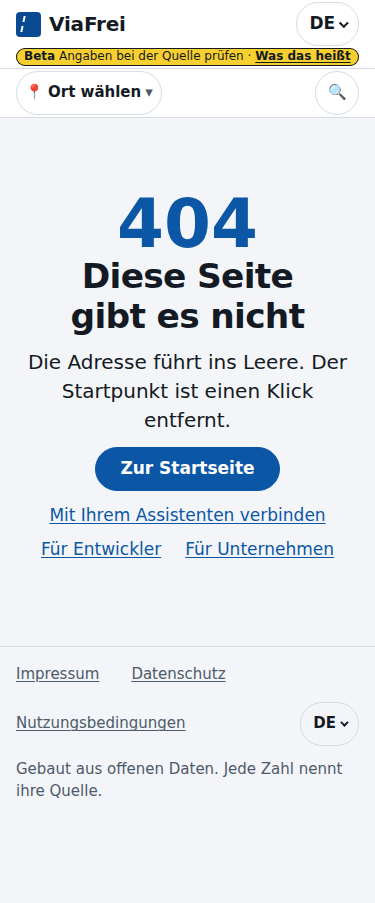 ViaFrei
DE
Beta Angaben bei der Quelle prüfen · Was das heißt
📍 Ort wählen ▾
🔍
404
Diese Seite
gibt es nicht
Die Adresse führt ins Leere. Der
Startpunkt ist einen Klick
entfernt.
Zur Startseite
Mit Ihrem Assistenten verbinden
Für Entwickler Für Unternehmen
Impressum Datenschutz
Nutzungsbedingungen
DE
Gebaut aus offenen Daten. Jede Zahl nennt
ihre Quelle.